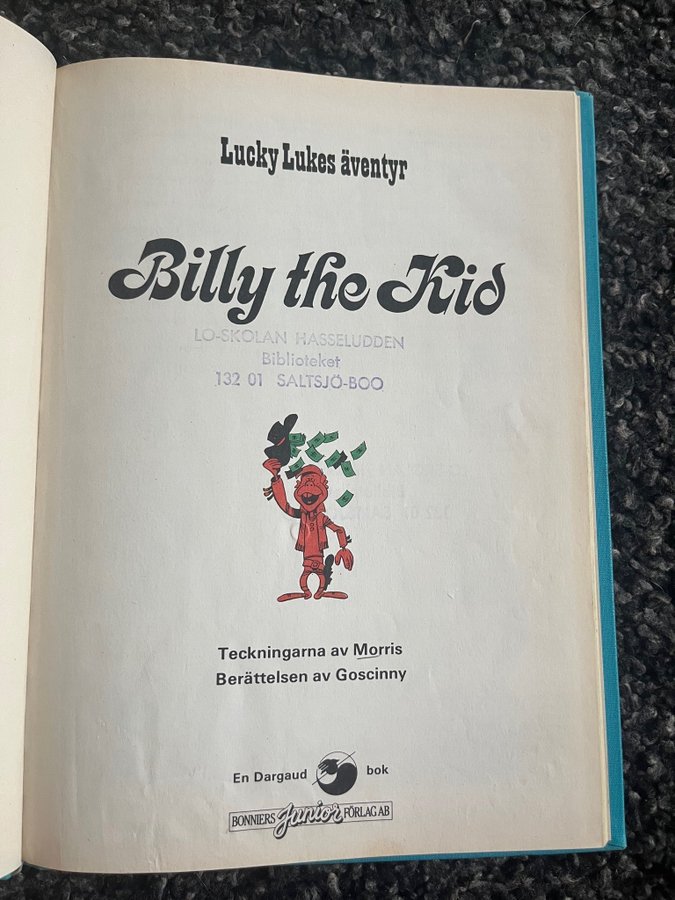 Lucky Lukes äventyr
Billy the Kid
LO-SKOLAN HASSELUDDEN
Biblioteket
132 01 SALTSJÖ-BOO
Teckningarna av Morris
Berättelsen av Goscinny
En Dargaud bok
BONNIERS Junior FÖRLAG AB